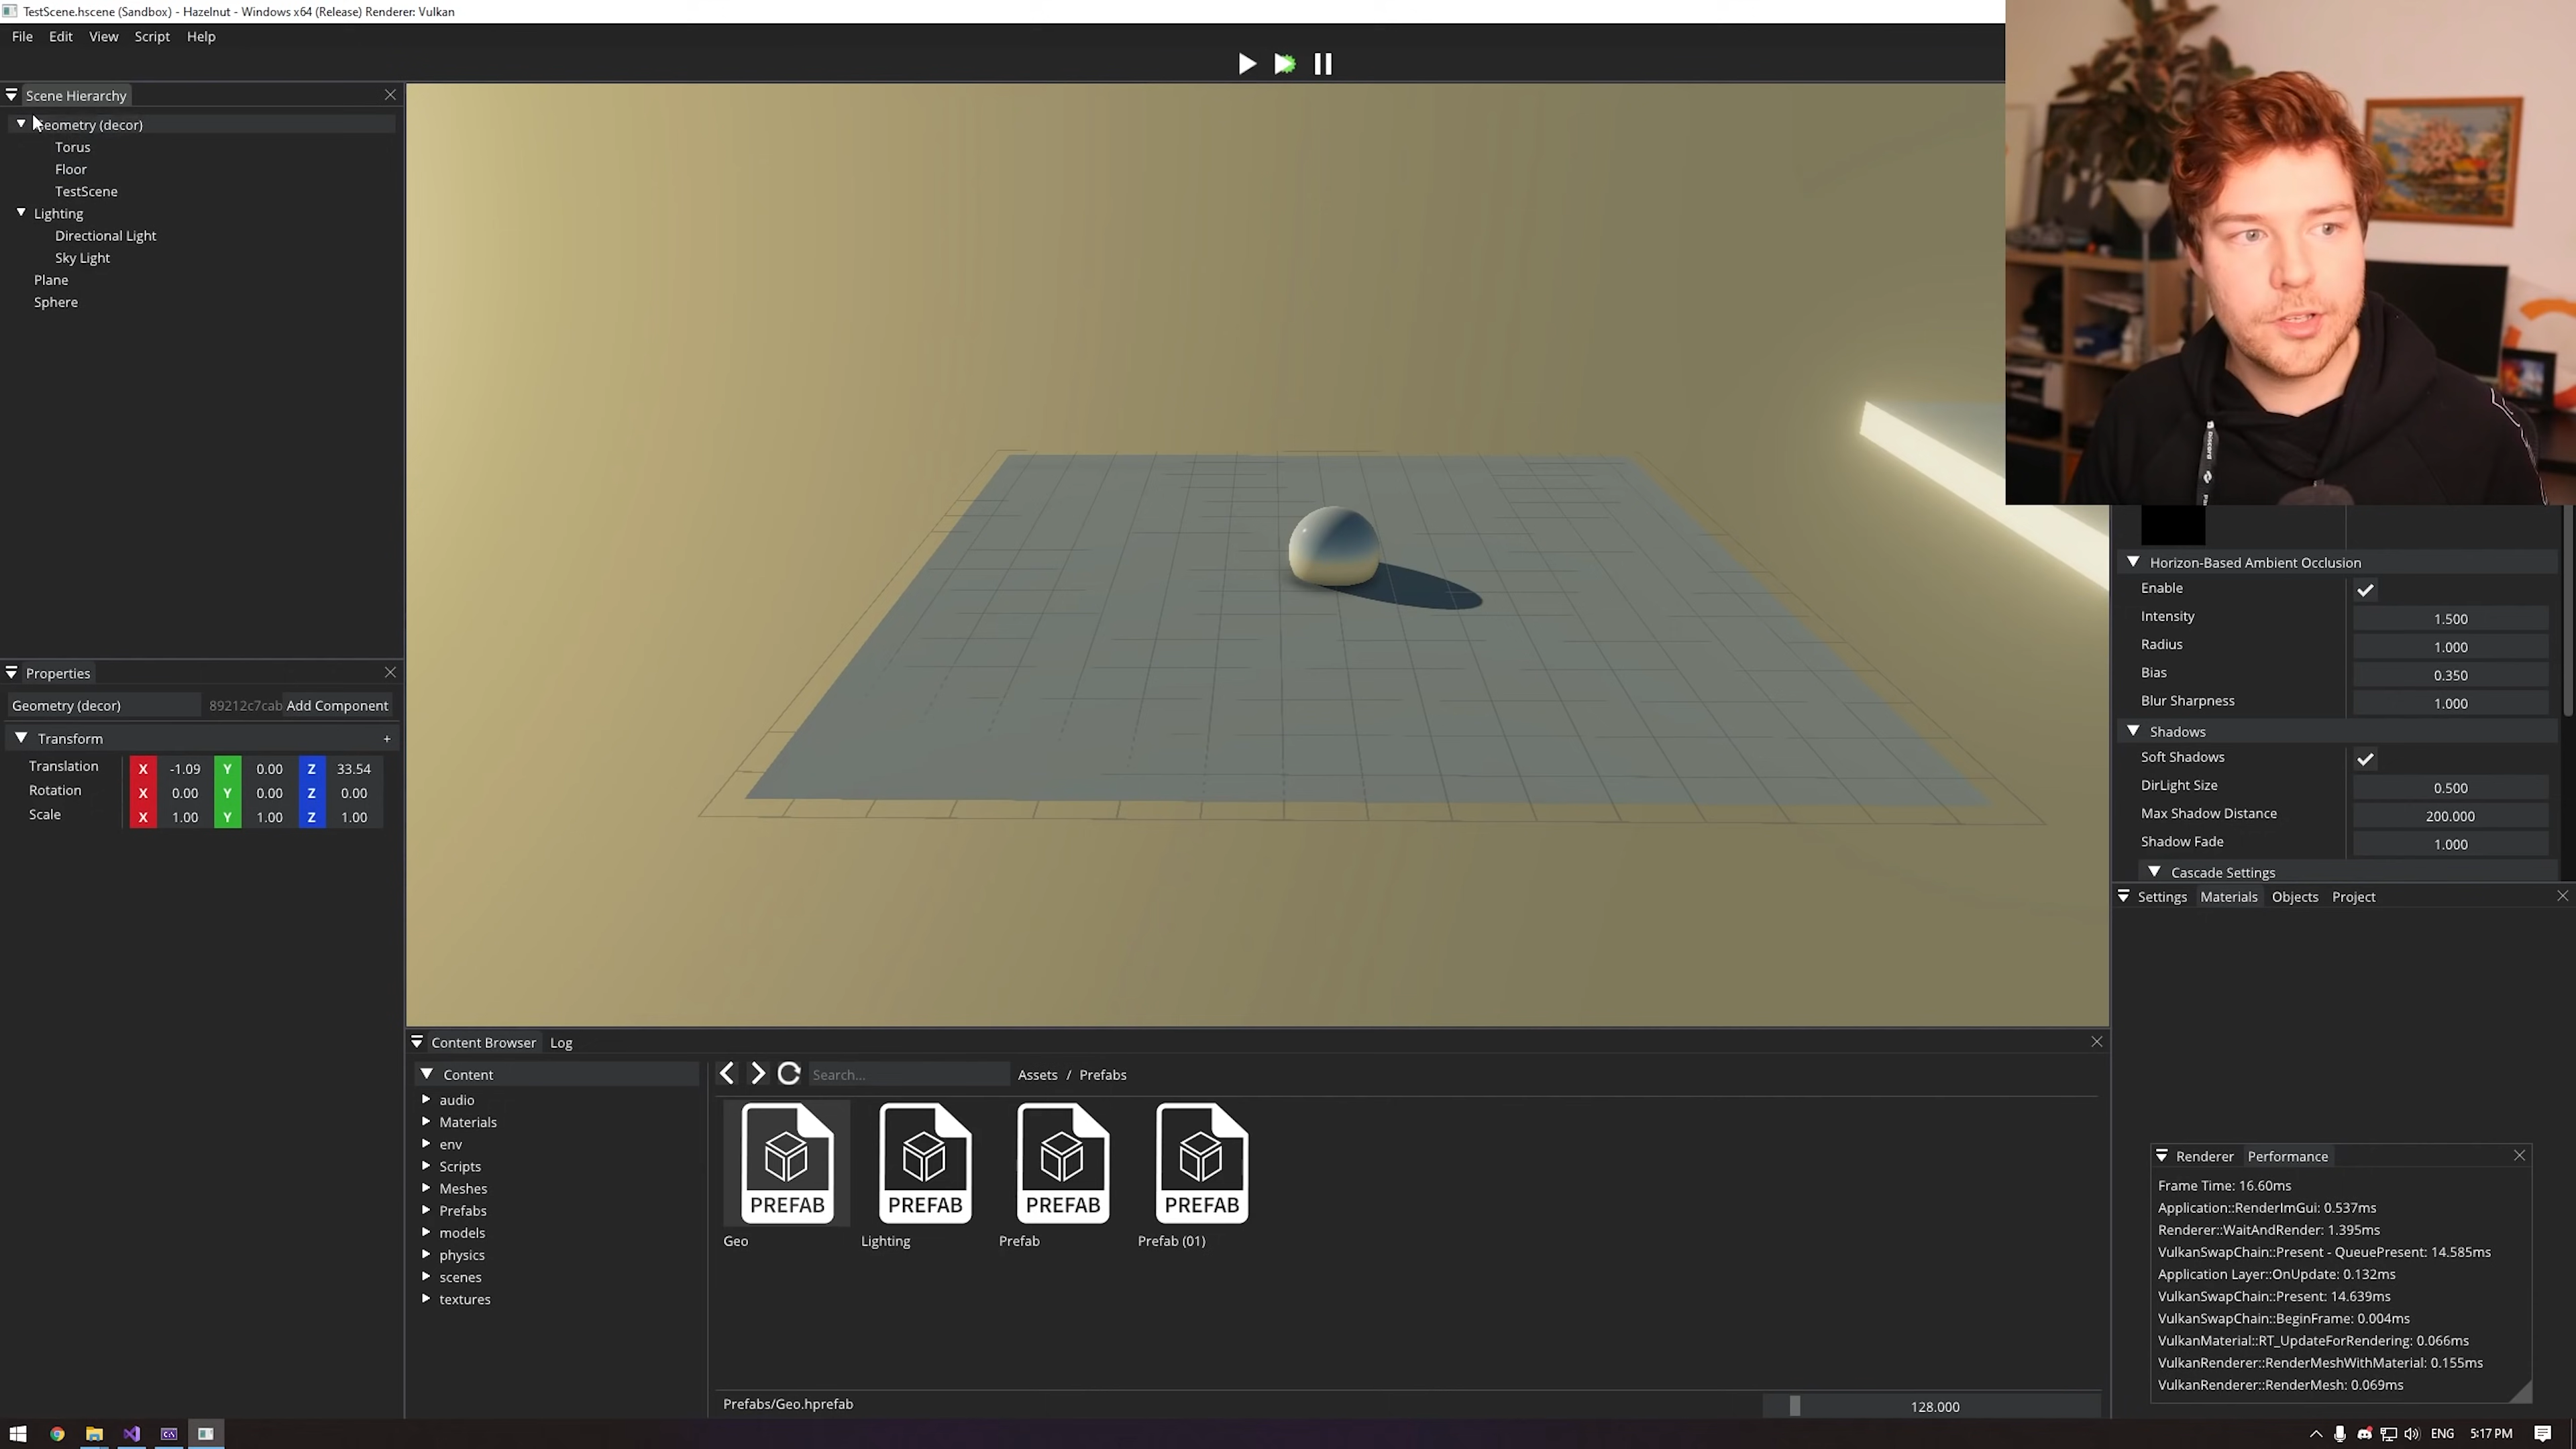 TestScene.hscene (Sandbox) - Hazelnut - Windows x64 (Release) Renderer: Vulkan
File Edit View Script Help
Scene Hierarchy
Geometry (decor)
Torus
Floor
TestScene
Lighting
Directional Light
Sky Light
Plane
Sphere
Properties
Geometry (decor) 89212c7cab Add Component
Transform +
Translation X -1.09 Y 0.00 Z 33.54
Rotation X 0.00 Y 0.00 Z 0.00
Scale X 1.00 Y 1.00 Z 1.00
Horizon-Based Ambient Occlusion
Enable
Intensity 1.500
Radius 1.000
Bias 0.350
Blur Sharpness 1.000
Shadows
Soft Shadows
DirLight Size 0.500
Max Shadow Distance 200.000
Shadow Fade 1.000
Cascade Settings
Settings Materials Objects Project
Content Browser Log
Content
audio
Materials
env
Scripts
Meshes
Prefabs
models
physics
scenes
textures
Search... Assets / Prefabs
PREFAB PREFAB PREFAB PREFAB
Geo Lighting Prefab Prefab (01)
Prefabs/Geo.hprefab 128.000
Renderer Performance
Frame Time: 16.60ms
Application::RenderImGui: 0.537ms
Renderer::WaitAndRender: 1.395ms
VulkanSwapChain::Present - QueuePresent: 14.585ms
Application Layer::OnUpdate: 0.132ms
VulkanSwapChain::Present: 14.639ms
VulkanSwapChain::BeginFrame: 0.004ms
VulkanMaterial::RT_UpdateForRendering: 0.066ms
VulkanRenderer::RenderMeshWithMaterial: 0.155ms
VulkanRenderer::RenderMesh: 0.069ms
ENG 5:17 PM